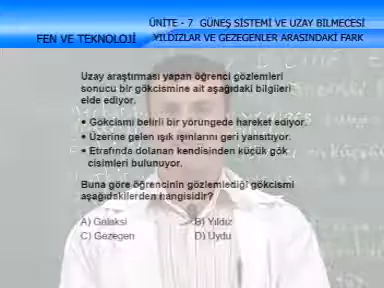 ÜNİTE - 7 GÜNEŞ SİSTEMİ VE UZAY BİLMECESİ
FEN VE TEKNOLOJİ YILDIZLAR VE GEZEGENLER ARASINDAKİ FARK
Uzay araştırması yapan öğrenci gözlemleri
sonucu bir gökcismine ait aşağıdaki bilgileri
elde ediyor.
• Gökcismi belirli bir yörüngede hareket ediyor.
• Üzerine gelen ışık ışınlarını geri yansıtıyor.
• Etrafında dolanan kendisinden küçük gök
cisimleri bulunuyor.
Buna göre öğrencinin gözlemlediği gökcismi
aşağıdakilerden hangisidir?
A) Galaksi B) Yıldız
C) Gezegen D) Uydu